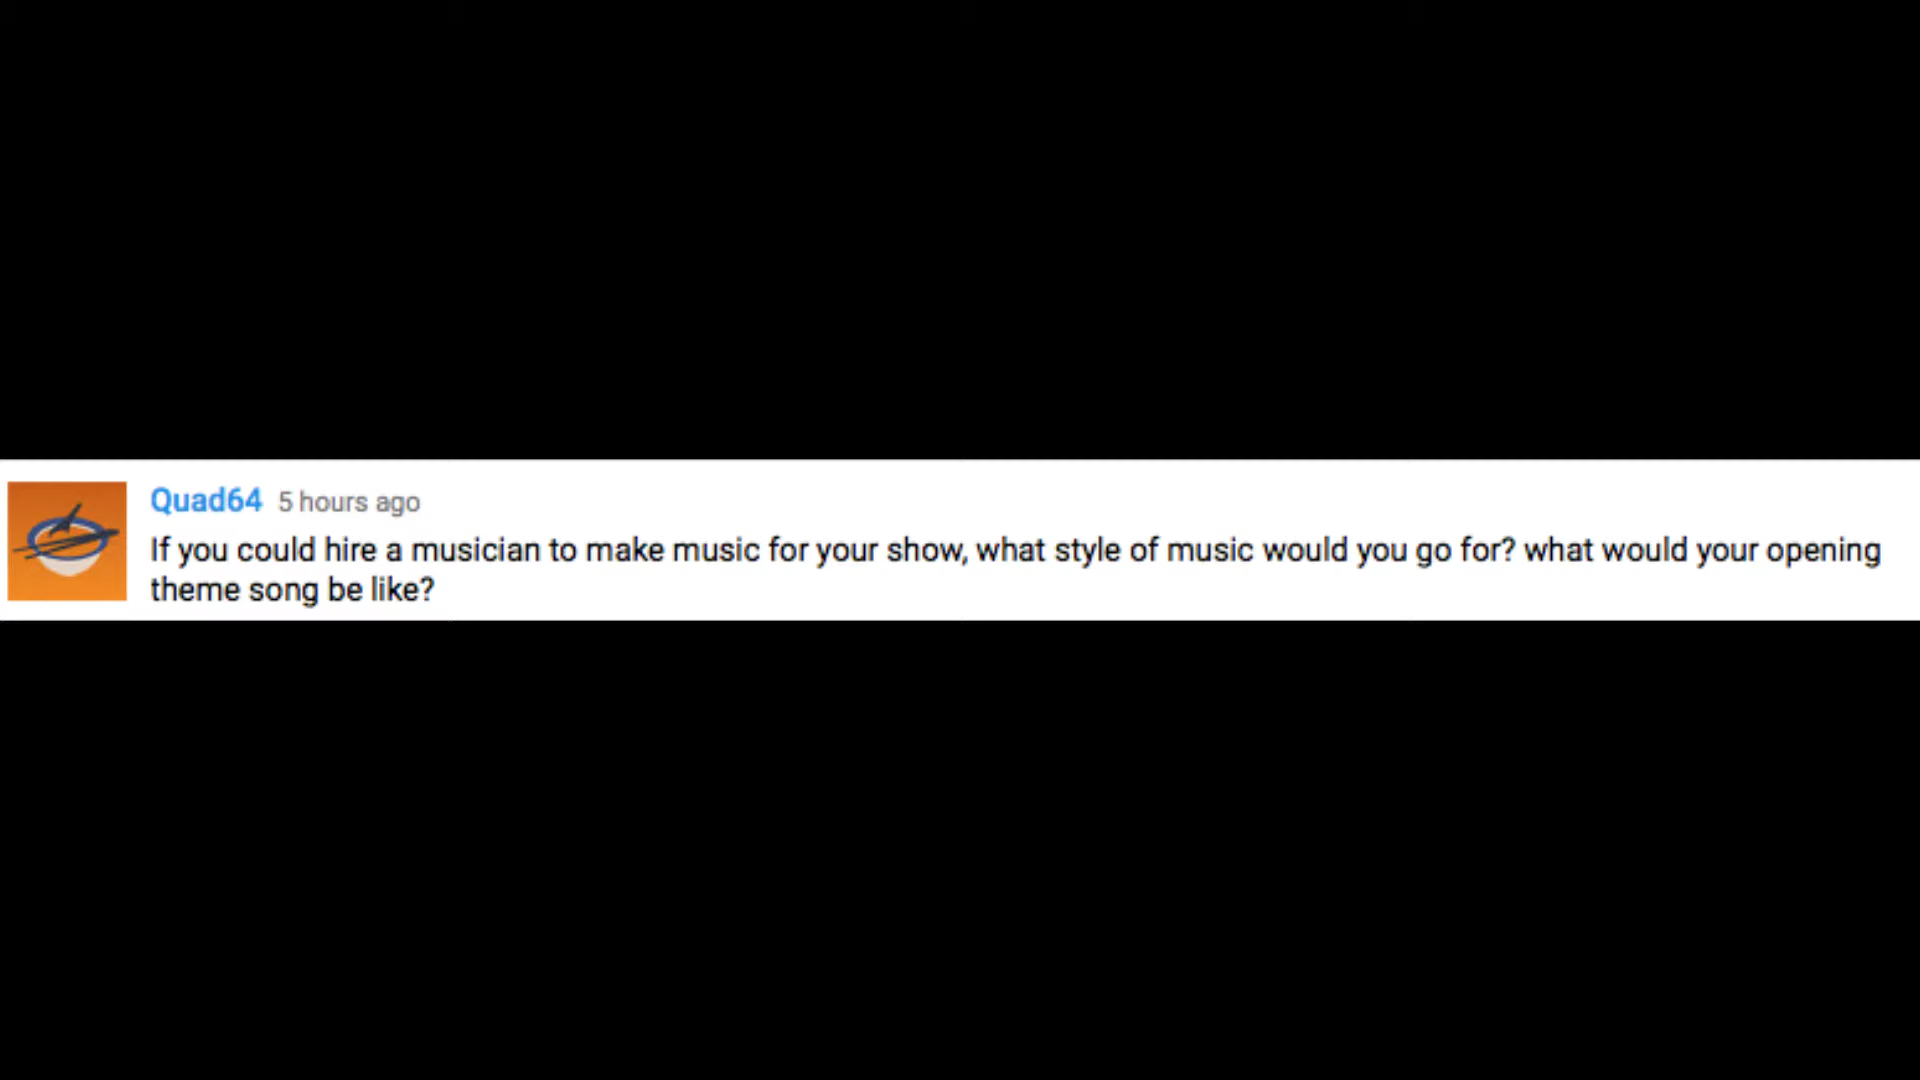 Quad64 5 hours ago
If you could hire a musician to make music for your show, what style of music would you go for? what would your opening
theme song be like?